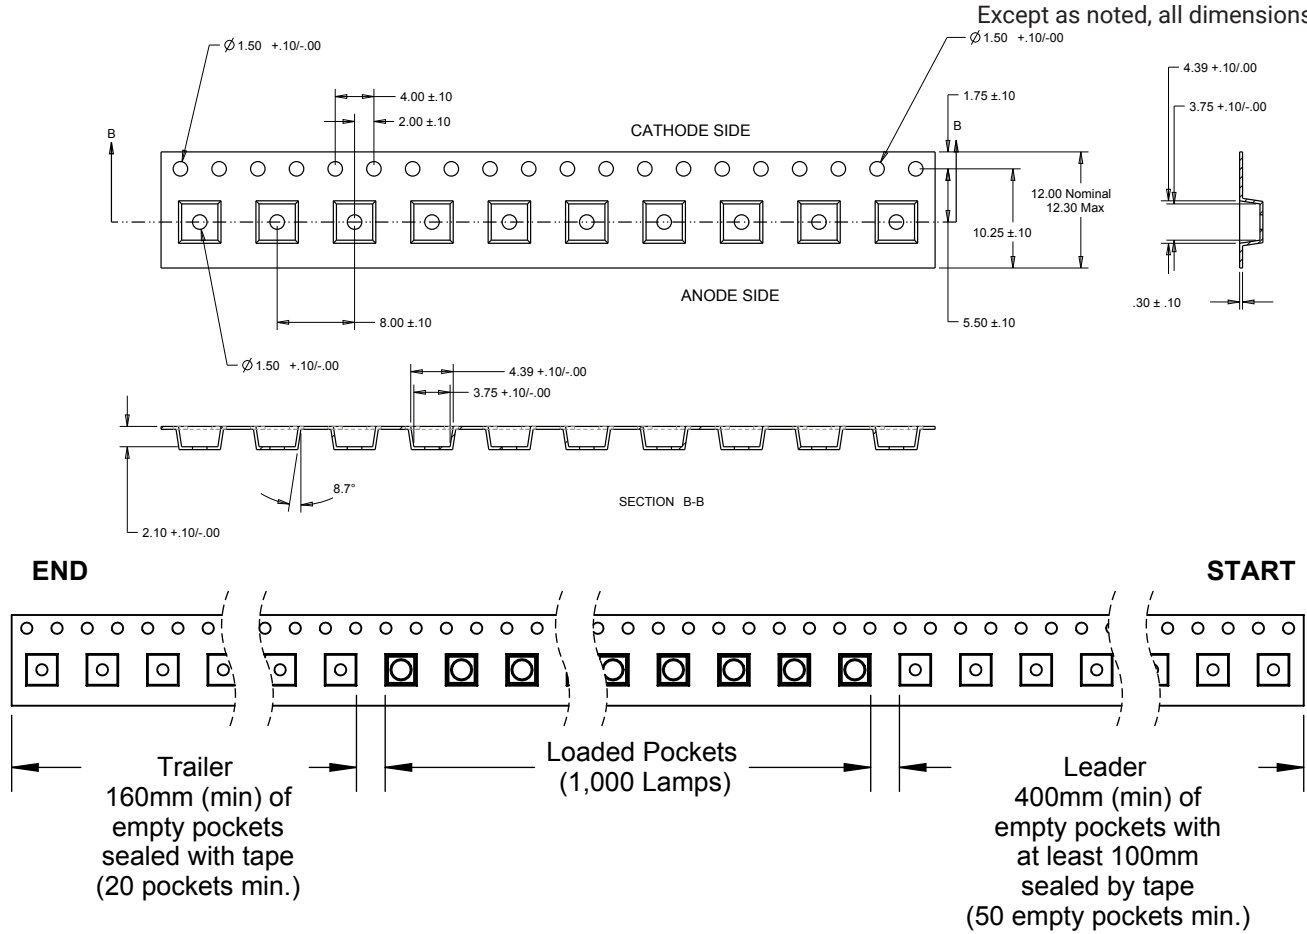 Except as noted, all dimensions
Ø 1.50 +.10/-.00
Ø 1.50 +.10/-00
4.00 ±.10
2.00 ±.10
1.75 ±.10
4.39 +.10/.00
3.75 +.10/-.00
B
CATHODE SIDE
B
12.00 Nominal
12.30 Max
10.25 ±.10
ANODE SIDE
.30 ± .10
8.00 ±.10
5.50 ±.10
Ø 1.50 +.10/-.00
4.39 +.10/-.00
3.75 +.10/-.00
8.7°
SECTION B-B
2.10 +.10/-.00
END
START
Trailer
160mm (min) of
empty pockets
sealed with tape
(20 pockets min.)
Loaded Pockets
(1,000 Lamps)
Leader
400mm (min) of
empty pockets with
at least 100mm
sealed by tape
(50 empty pockets min.)